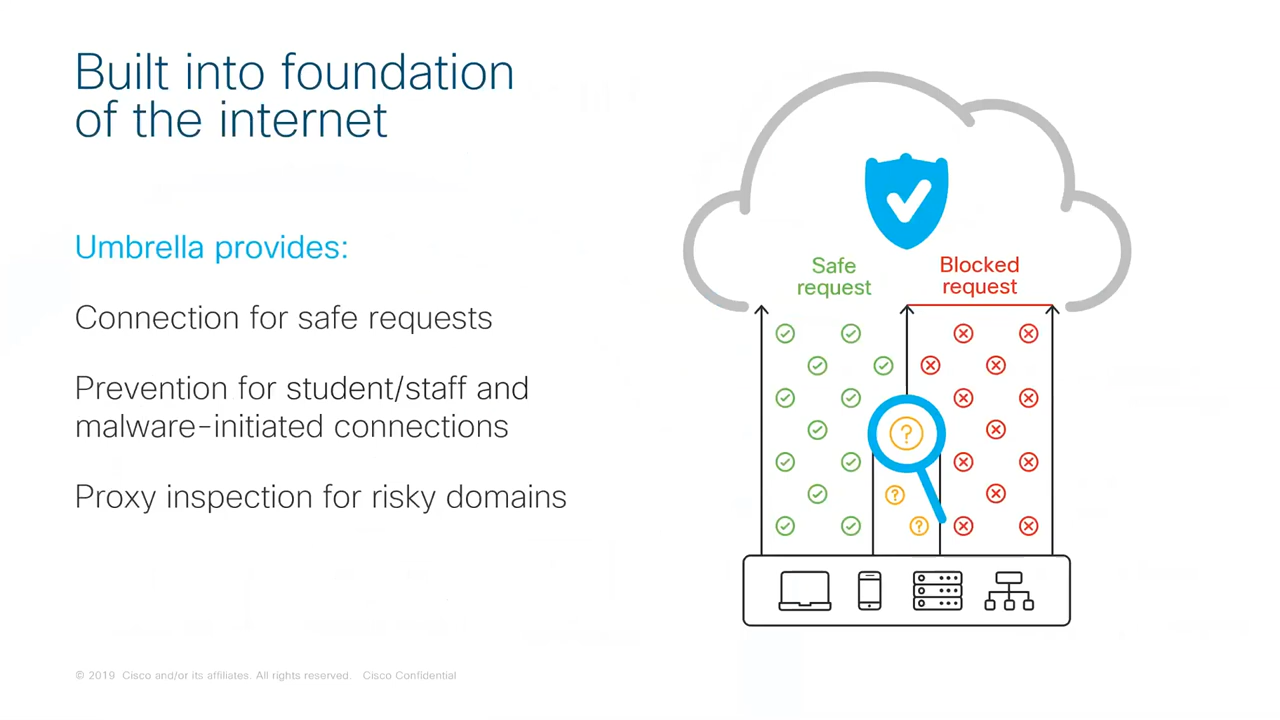 Built into foundation
of the internet
Umbrella provides:
Connection for safe requests
Prevention for student/staff and
malware-initiated connections
Proxy inspection for risky domains
Safe
request
Blocked
request
?
?
?
© 2019 Cisco and/or its affiliates. All rights reserved. Cisco Confidential